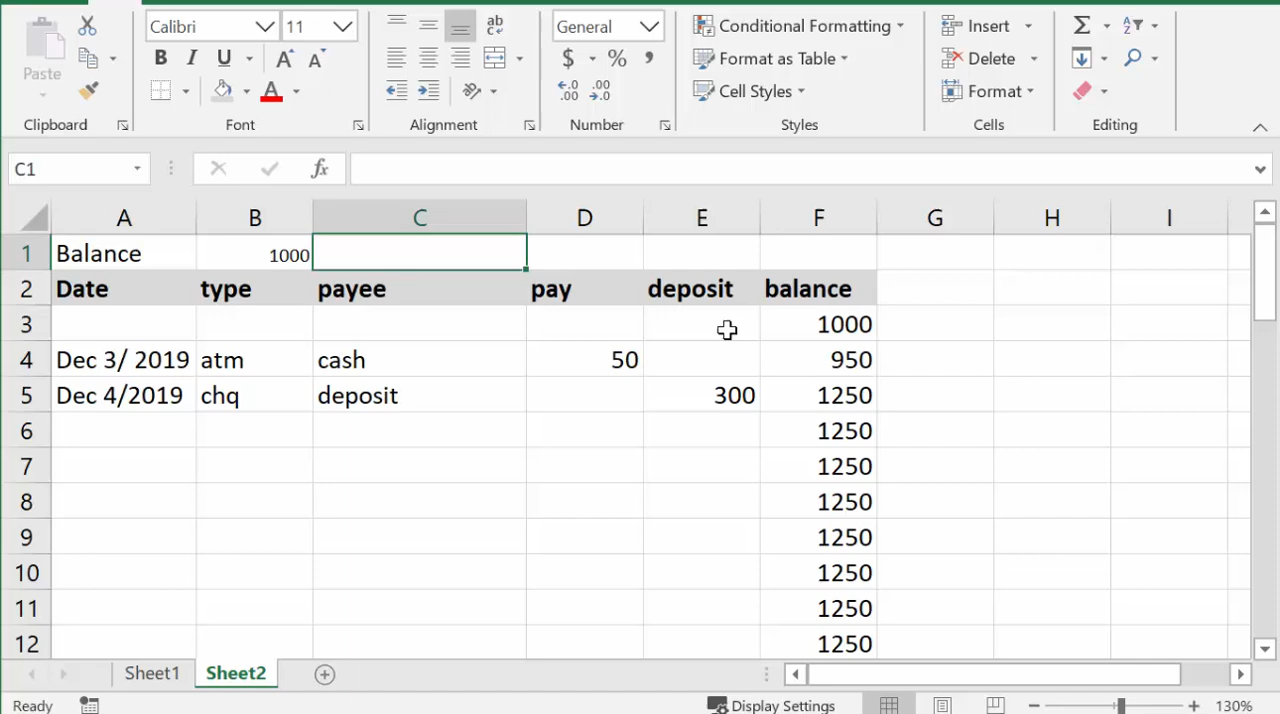 Calibri 11 ab General Conditional Formatting Insert Σ
Paste B I U A A $ % , Format as Table Delete
A Cell Styles Format
Clipboard Font Alignment Number Styles Cells Editing
C1 fx
A B C D E F G H I
1 Balance 1000
2 Date type payee pay deposit balance
3 1000
4 Dec 3/ 2019 atm cash 50 950
5 Dec 4/2019 chq deposit 300 1250
6 1250
7 1250
8 1250
9 1250
10 1250
11 1250
12 1250
Sheet1 Sheet2
Ready Display Settings 130%